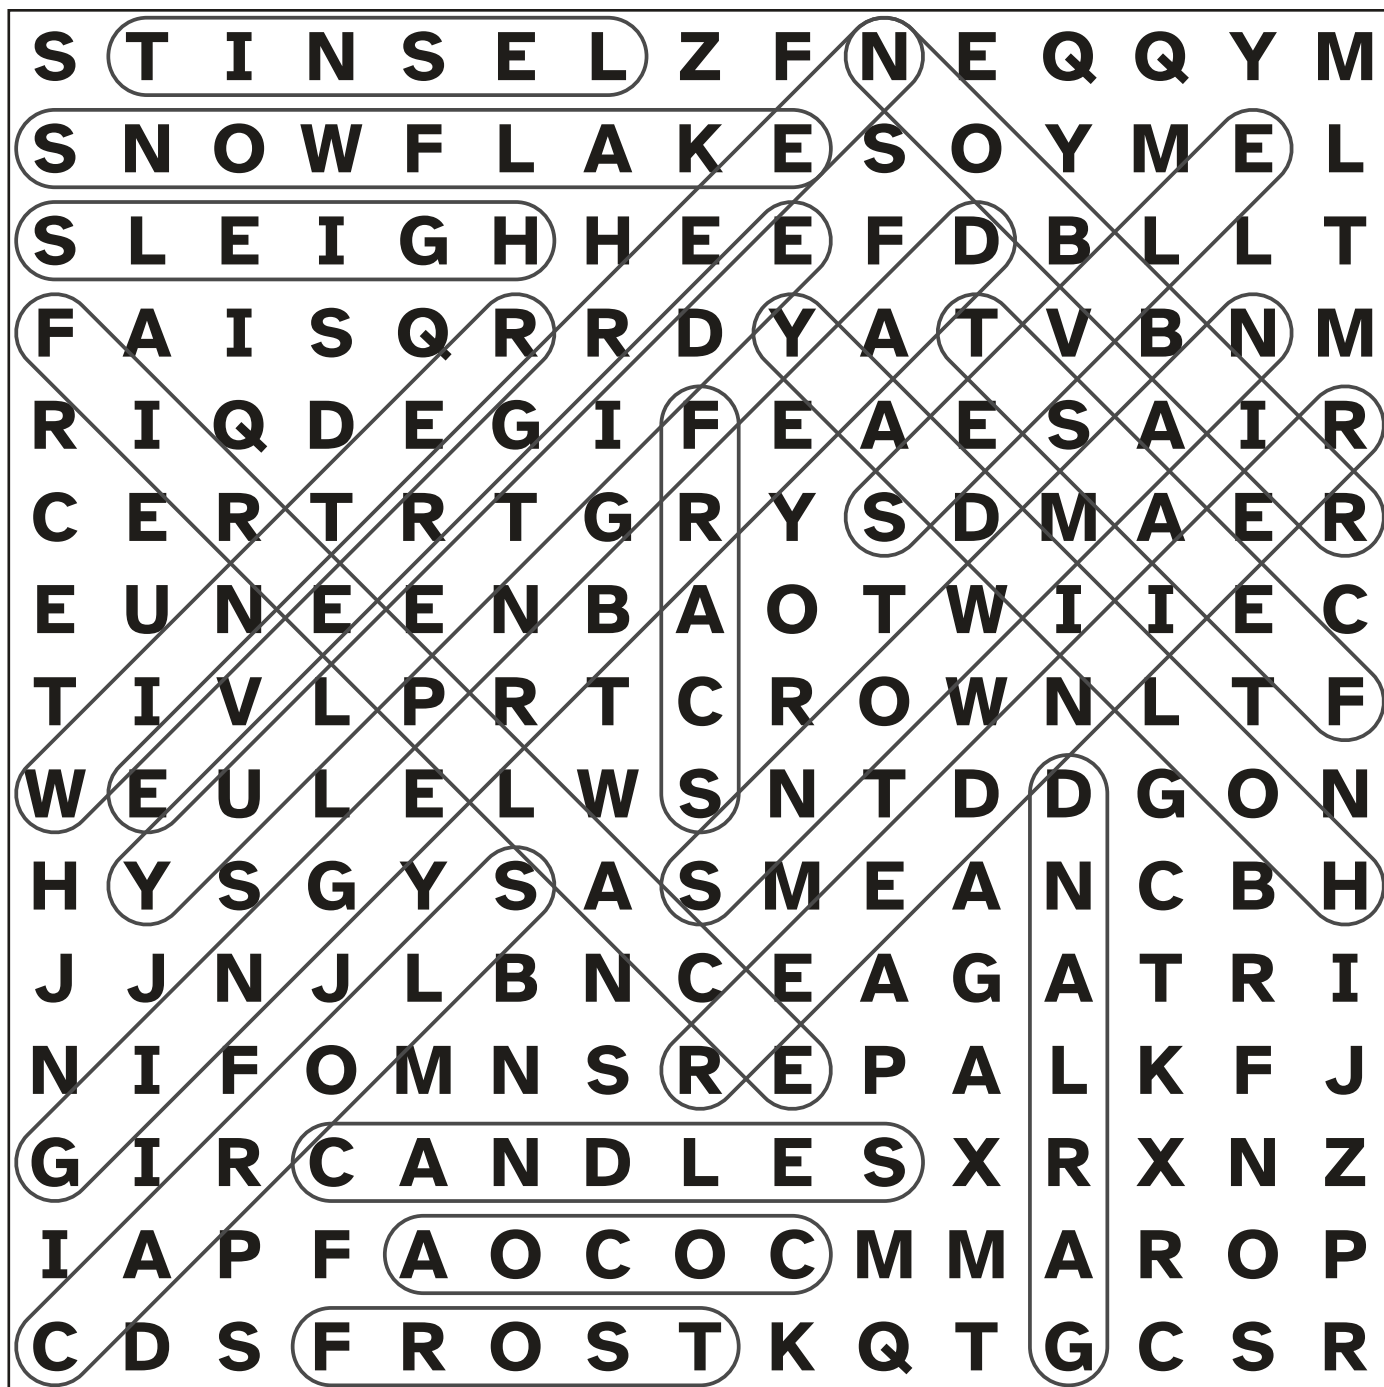 S T I N S E L Z F N E Q Q Y M
S N O W F L A K E S O Y M E L
S L E I G H H E E F D B L L T
F A I S Q R R D Y A T V B N M
R I Q D E G I F E A E S A I R
C E R T R T G R Y S D M A E R
E U N E E N B A O T W I I E C
T I V L P R T C R O W N L T F
W E U L E L W S N T D D G O N
H Y S G Y S A S M E A N C B H
J J N J L B N C E A G A T R I
N I F O M N S R E P A L K F J
G I R C A N D L E S X R X N Z
I A P F A O C O C M M A R O P
C D S F R O S T K Q T G C S R